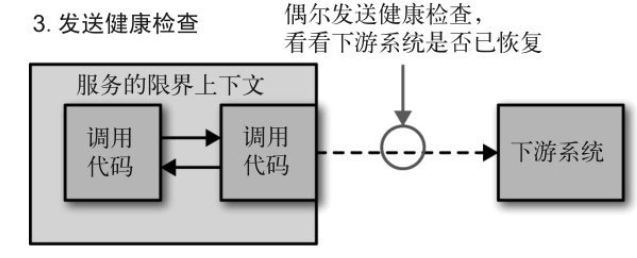 3. 发送健康检查
偶尔发送健康检查，
看看下游系统是否已恢复
服务的限界上下文
调用
代码
调用
代码
下游系统